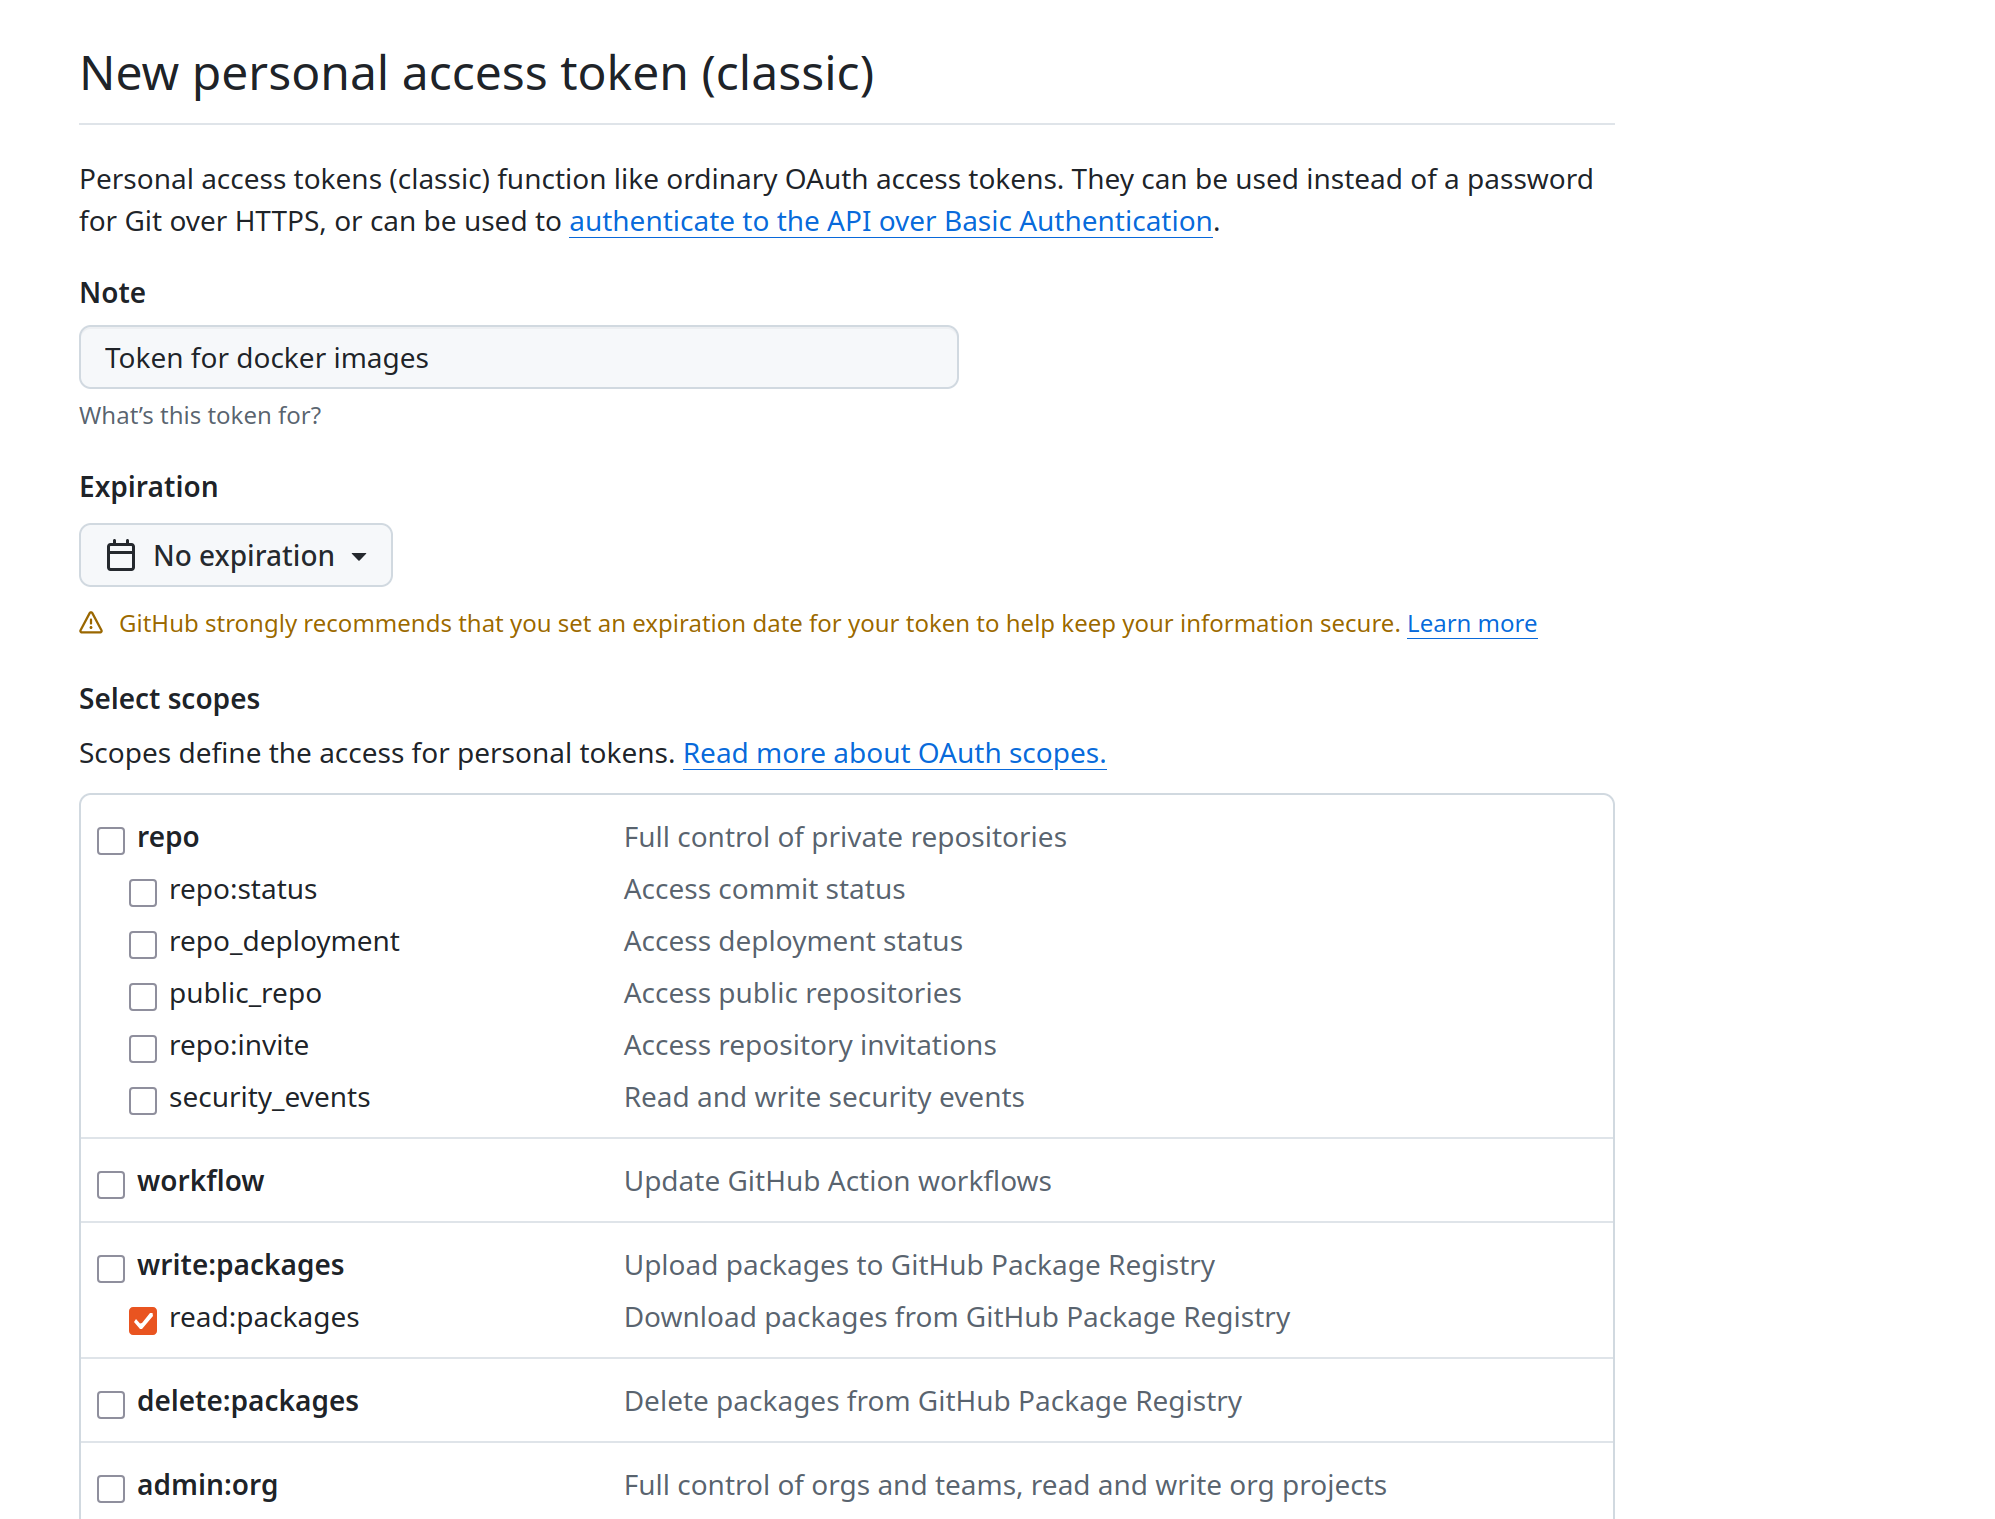 New personal access token (classic)
Personal access tokens (classic) function like ordinary OAuth access tokens. They can be used instead of a password
for Git over HTTPS, or can be used to authenticate to the API over Basic Authentication.
Note
Token for docker images
What's this token for?
Expiration
No expiration
GitHub strongly recommends that you set an expiration date for your token to help keep your information secure. Learn more
Select scopes
Scopes define the access for personal tokens. Read more about OAuth scopes.
repo Full control of private repositories
repo:status Access commit status
repo_deployment Access deployment status
public_repo Access public repositories
repo:invite Access repository invitations
security_events Read and write security events
workflow Update GitHub Action workflows
write:packages Upload packages to GitHub Package Registry
read:packages Download packages from GitHub Package Registry
delete:packages Delete packages from GitHub Package Registry
admin:org Full control of orgs and teams, read and write org projects